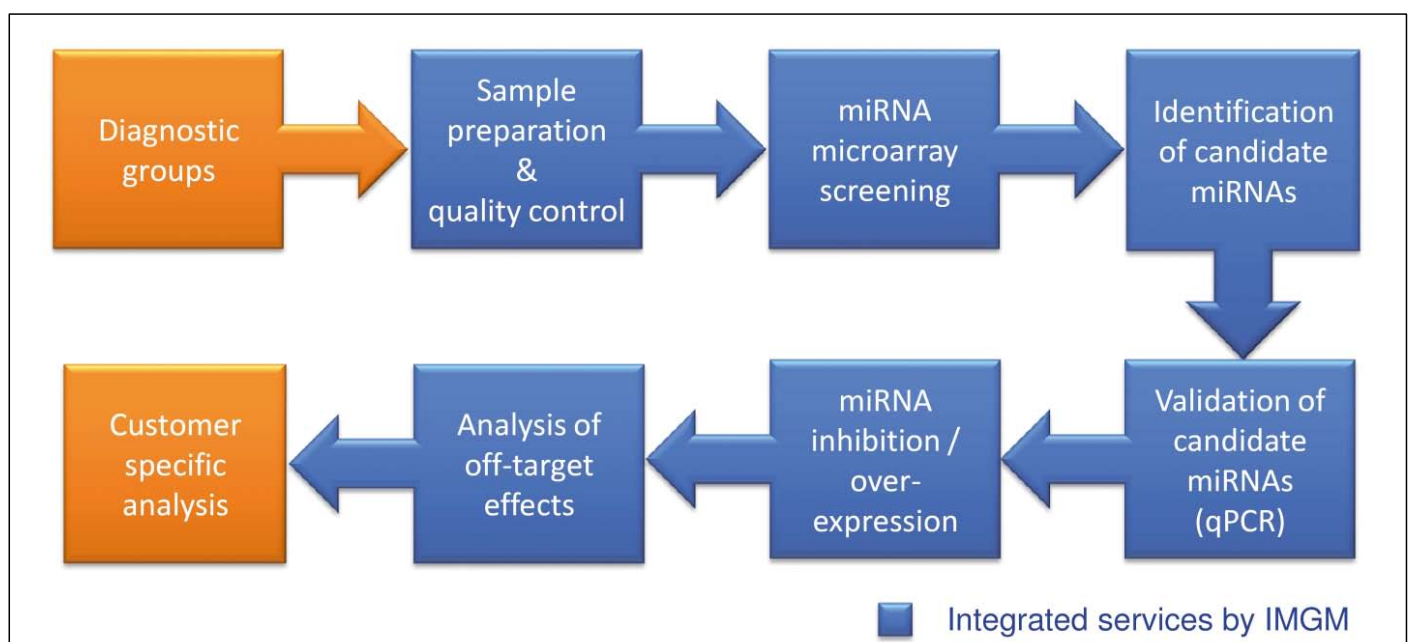 Diagnostic
groups
Sample
preparation
&
quality control
miRNA
microarray
screening
Identification
of candidate
miRNAs
Customer
specific
analysis
Analysis of
off-target
effects
miRNA
inhibition /
over-
expression
Validation of
candidate
miRNAs
(qPCR)
Integrated services by IMGM